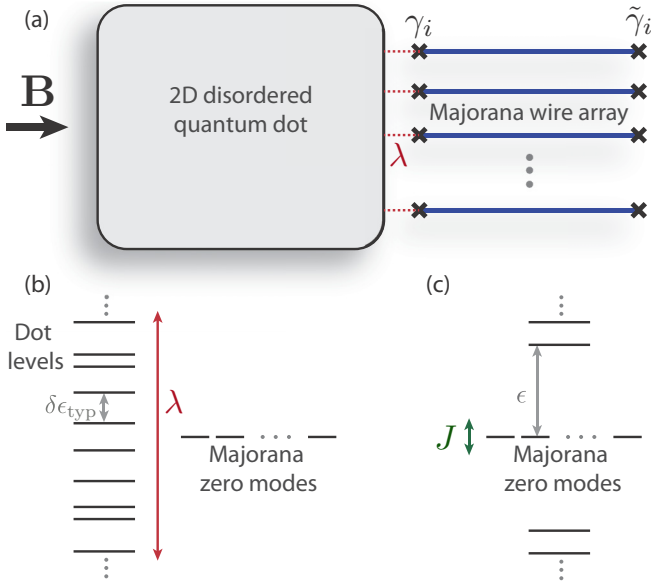 (a)
γi
γ̃i
B
2D disordered
quantum dot
Majorana wire array
λ
(b)
(c)
Dot
levels
δϵtyp
λ
ϵ
J
Majorana
zero modes
Majorana
zero modes